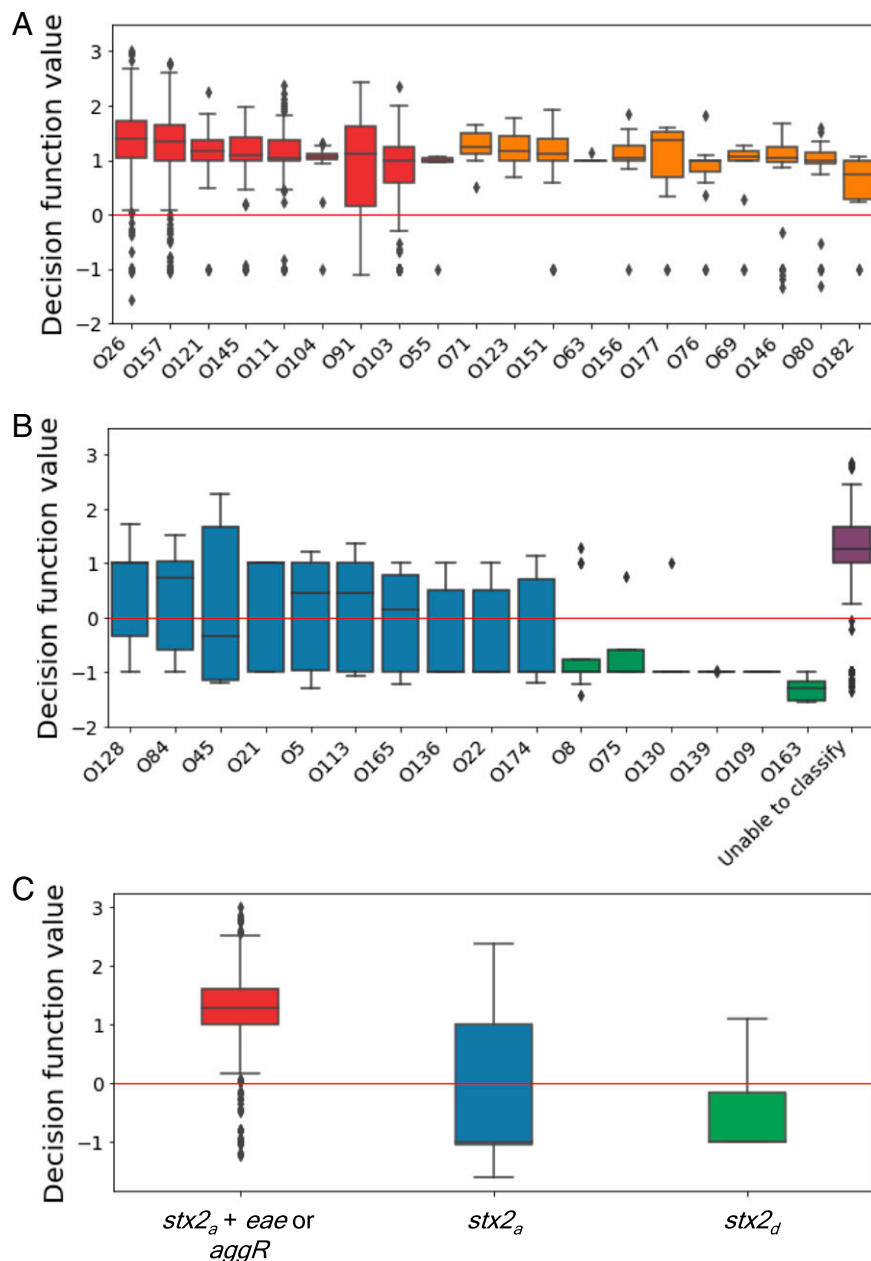 A
Decision function value
3
2
1
0
−1
−2
O26 O157 O121 O145 O111 O104 O91 O103 O55 O71 O123 O151 O63 O156 O177 O76 O69 O146 O80 O182
B
Decision function value
3
2
1
0
−1
−2
O128 O84 O45 O21 O5 O113 O165 O136 O22 O174 O8 O75 O130 O139 O109 O163 Unable to classify
C
Decision function value
3
2
1
0
−1
stx2a + eae or stx2a stx2d
aggR